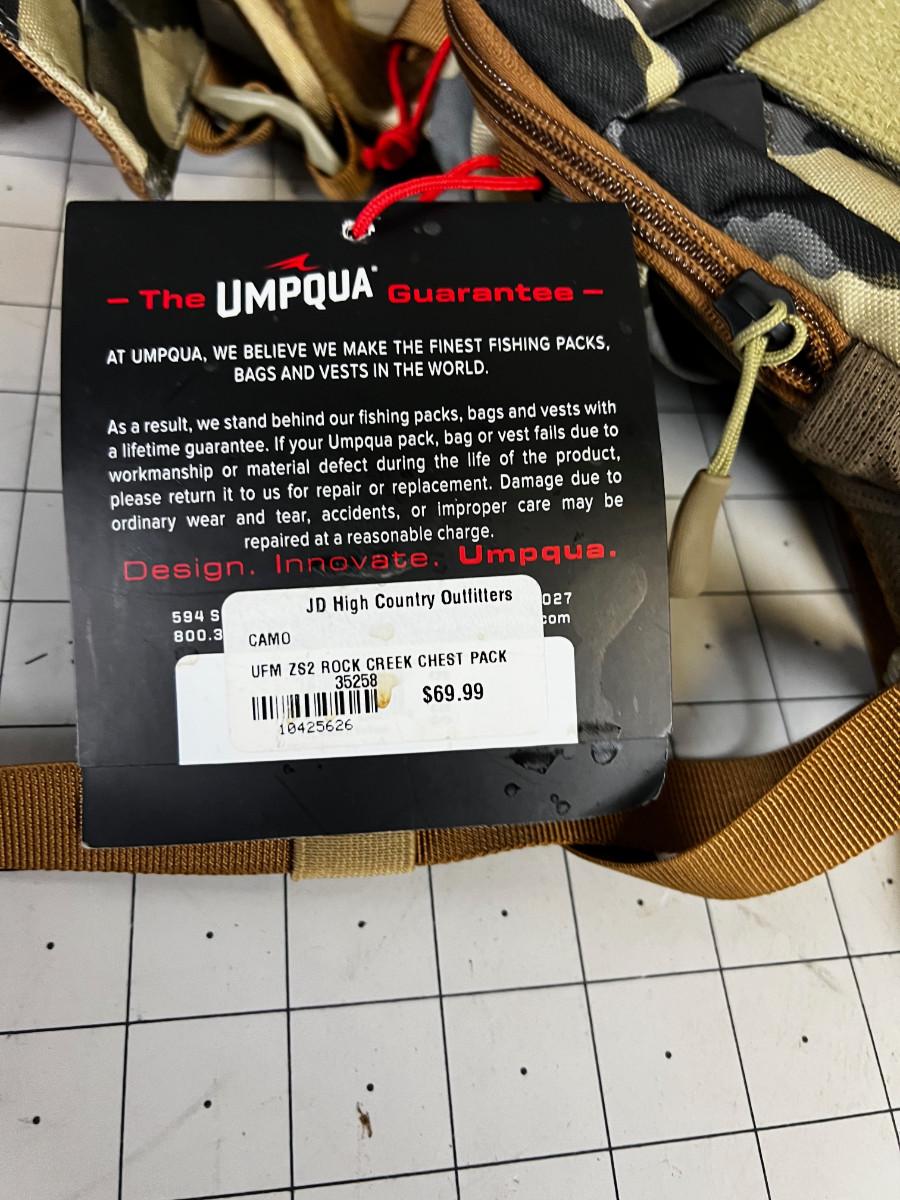 The UMPQUA Guarantee
AT UMPQUA, WE BELIEVE WE MAKE THE FINEST FISHING PACKS,
BAGS AND VESTS IN THE WORLD.
As a result, we stand behind our fishing packs, bags and vests with
a lifetime guarantee. If your Umpqua pack, bag or vest fails due to
workmanship or material defect during the life of the product,
please return it to us for repair or replacement. Damage due to
ordinary wear and tear, accidents, or improper care may be
repaired at a reasonable charge.
Design. Innovate. Umpqua.
594 S
027
800.3
com
JD High Country Outfitters
CAMO
UFM ZS2 ROCK CREEK CHEST PACK
35258
$69.99
10425626